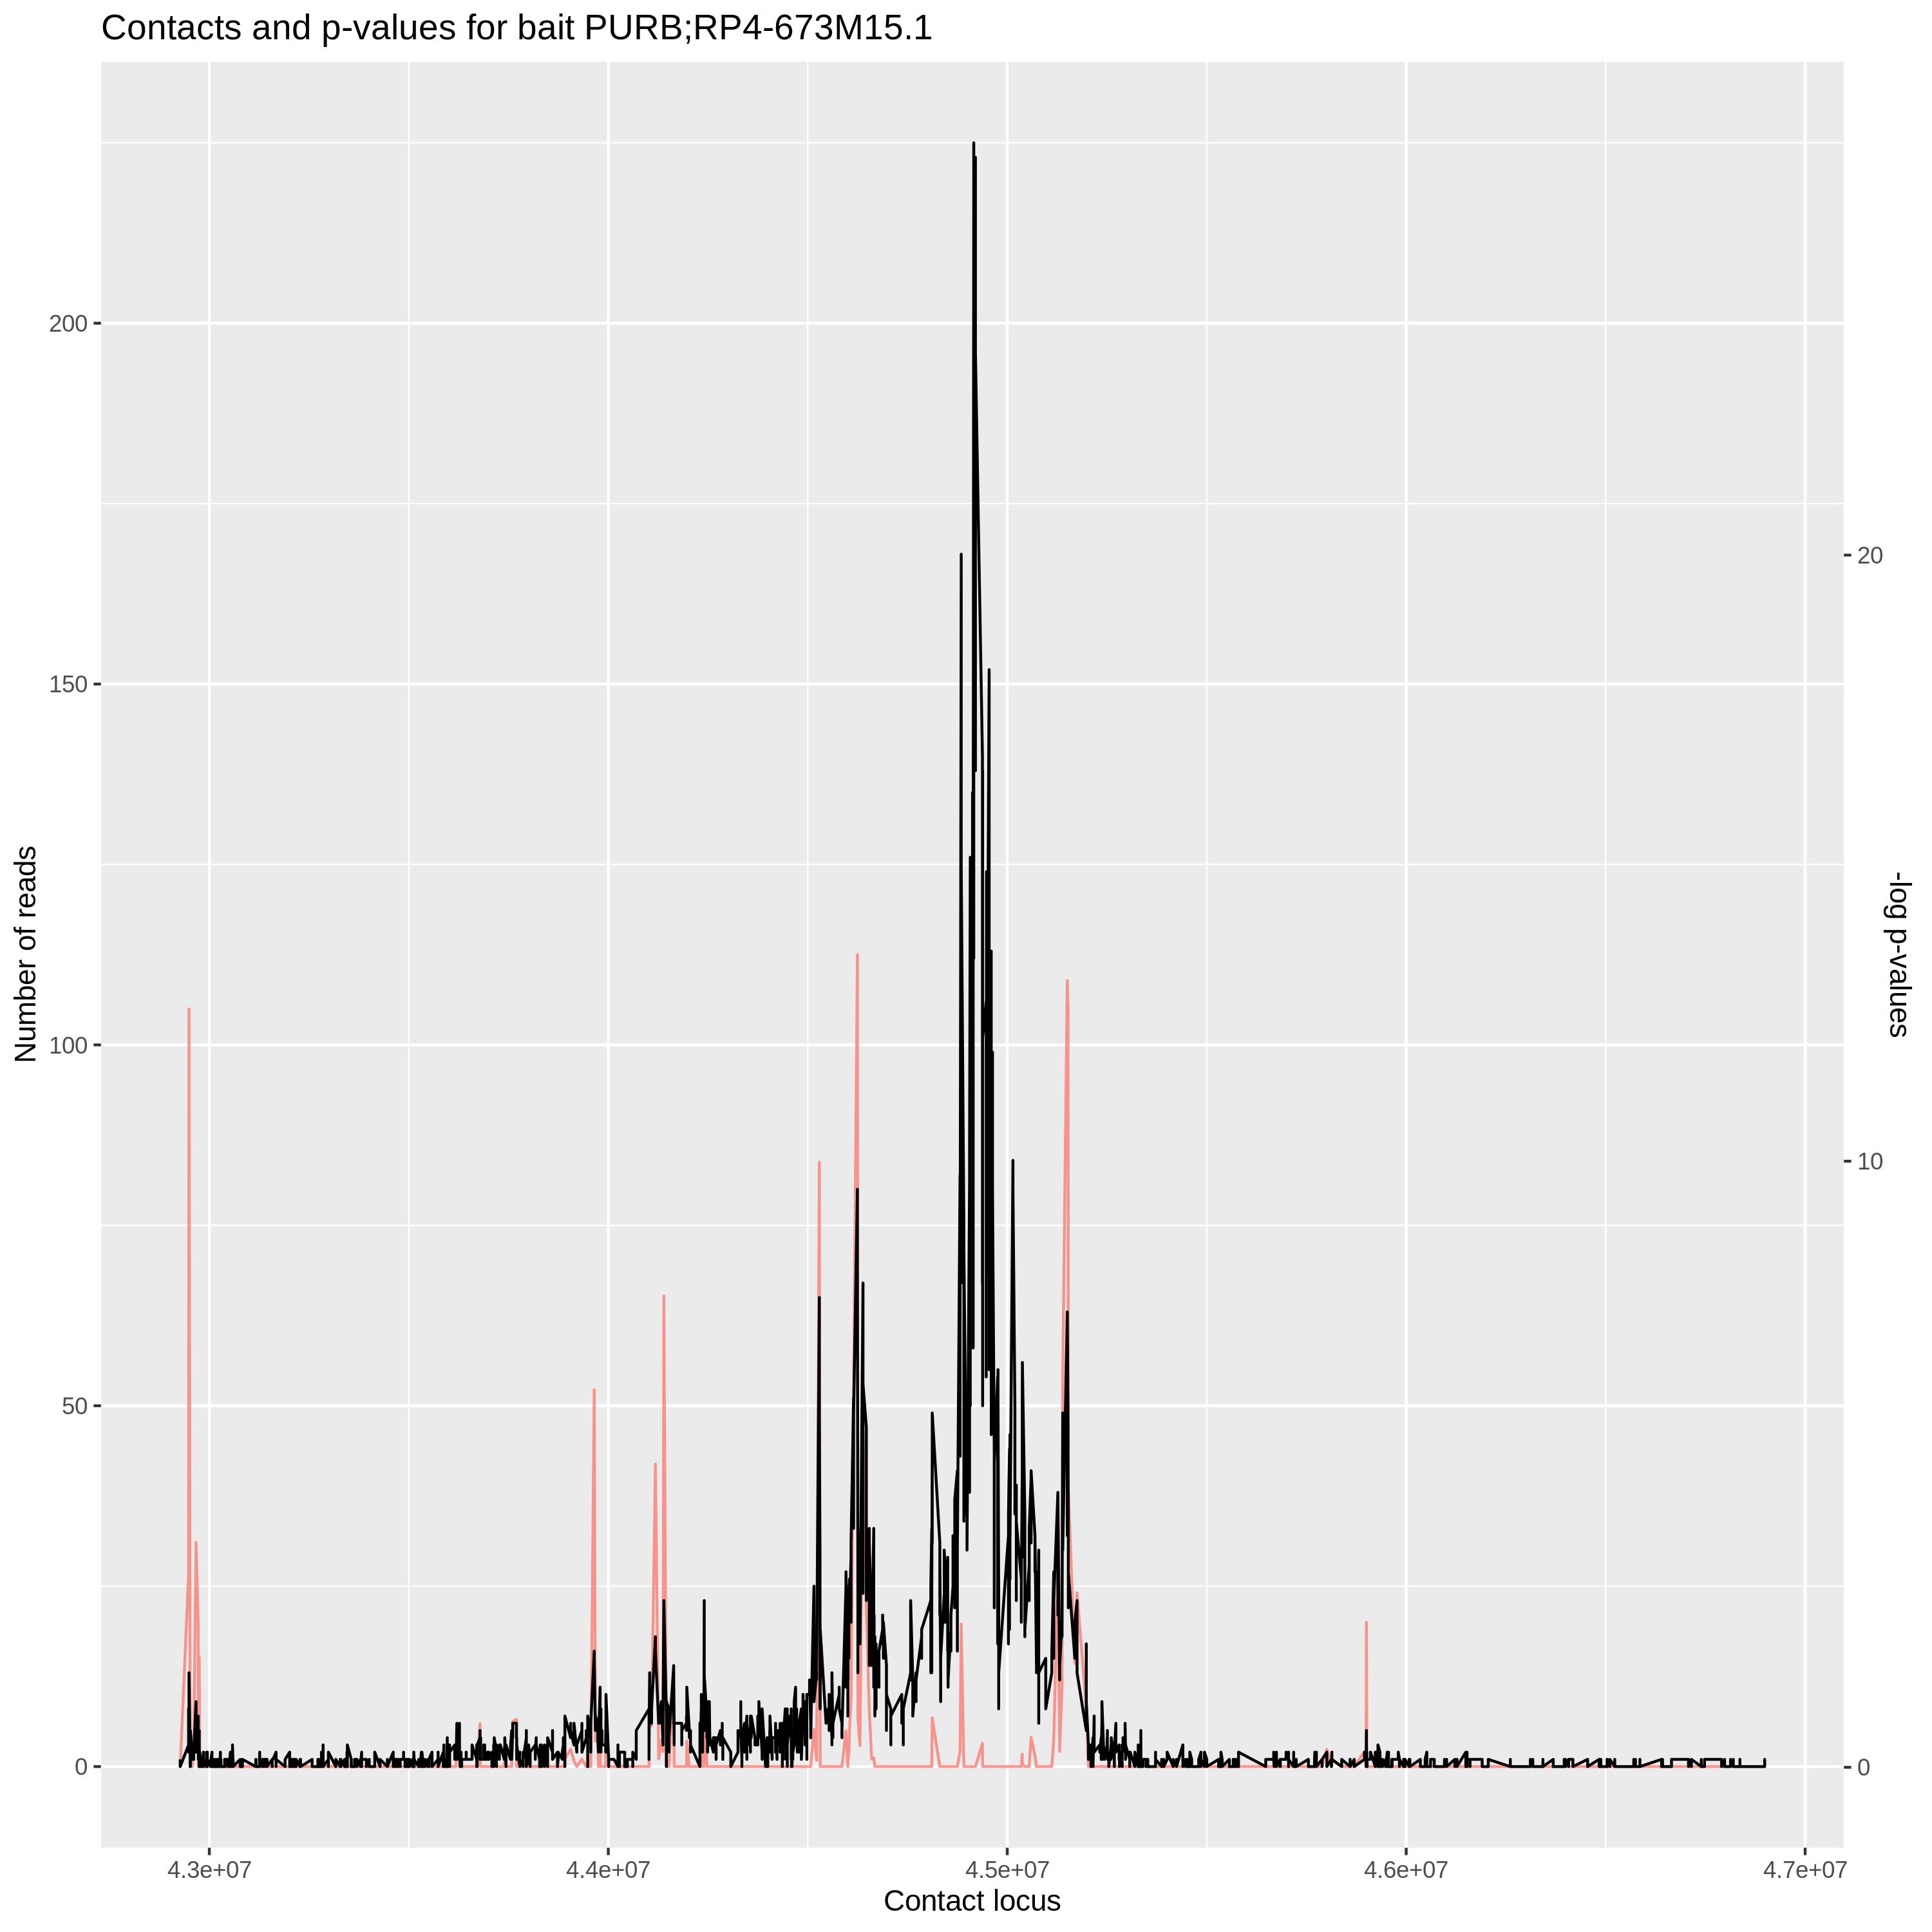 Contacts and p-values for bait PURB;RP4-673M15.1
Number of reads
200
150
100
50
0
20
10
0
-log p-values
4.3e+07 4.4e+07 4.5e+07 4.6e+07 4.7e+07
Contact locus